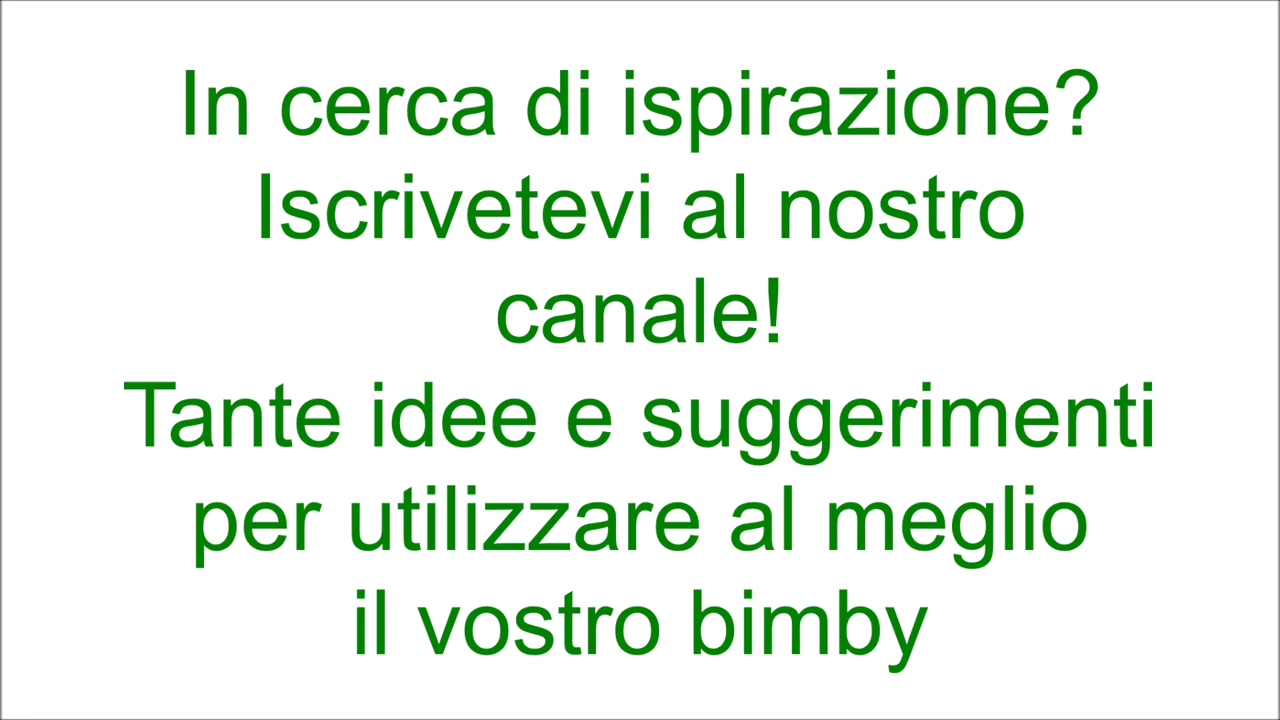 In cerca di ispirazione?
Iscrivetevi al nostro
canale!
Tante idee e suggerimenti
per utilizzare al meglio
il vostro bimby